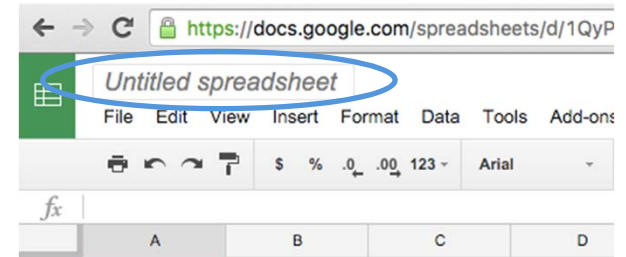 https://docs.google.com/spreadsheets/d/1QyP
Untitled spreadsheet
File Edit View Insert Format Data Tools Add-ons
$ % .0 .00 123 Arial
fx
A B C D